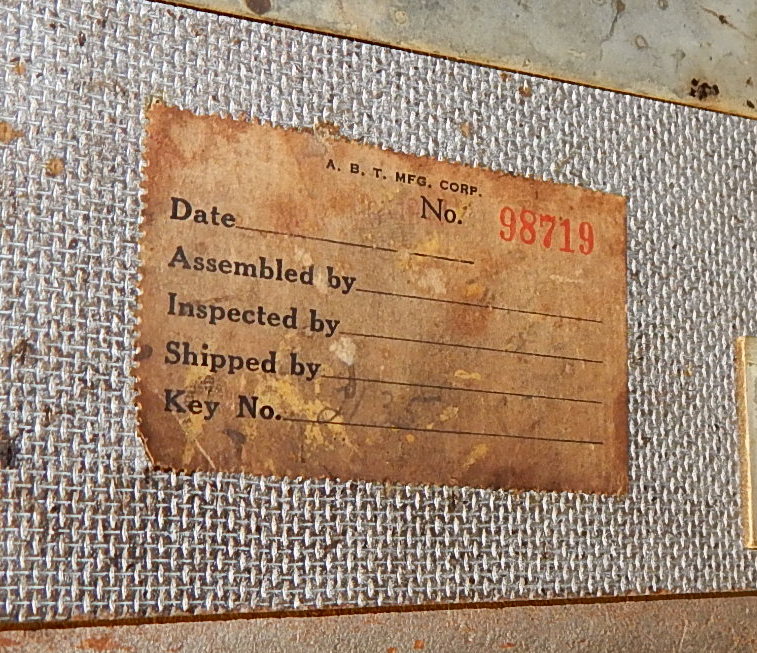 A. B. T. MFG. CORP.
No. 98719
Date
Assembled by
Inspected by
Shipped by
Key No.